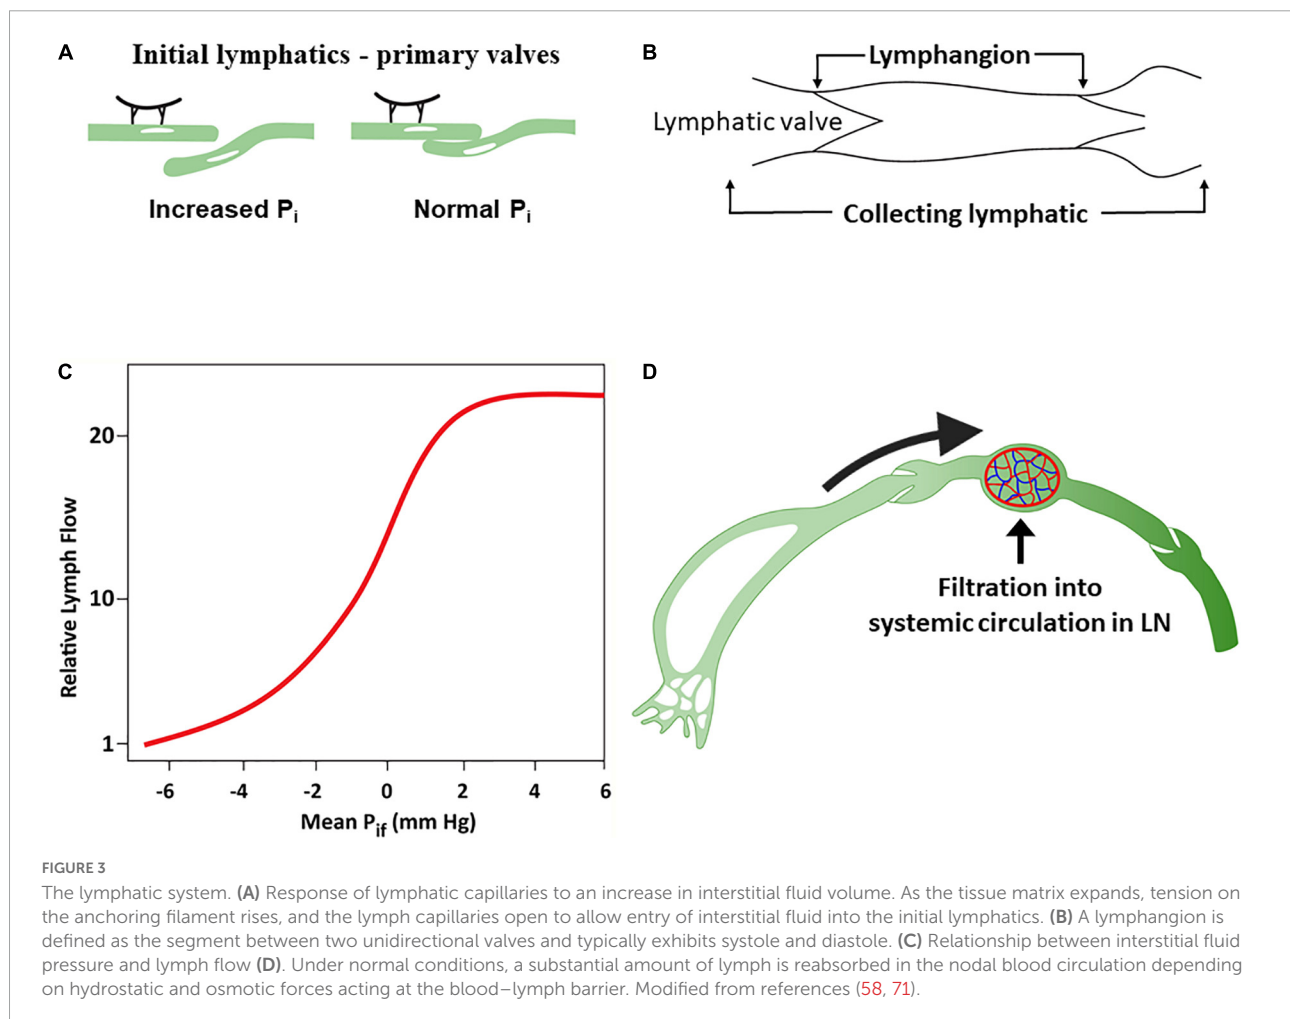 A
Initial lymphatics - primary valves
Increased Pi
Normal Pi
B
Lymphangion
Lymphatic valve
Collecting lymphatic
C
Relative Lymph Flow
20
10
1
-6 -4 -2 0 2 4 6
Mean Pif (mm Hg)
D
Filtration into
systemic circulation in LN
FIGURE 3
The lymphatic system. (A) Response of lymphatic capillaries to an increase in interstitial fluid volume. As the tissue matrix expands, tension on
the anchoring filament rises, and the lymph capillaries open to allow entry of interstitial fluid into the initial lymphatics. (B) A lymphangion is
defined as the segment between two unidirectional valves and typically exhibits systole and diastole. (C) Relationship between interstitial fluid
pressure and lymph flow (D). Under normal conditions, a substantial amount of lymph is reabsorbed in the nodal blood circulation depending
on hydrostatic and osmotic forces acting at the blood–lymph barrier. Modified from references (58, 71).